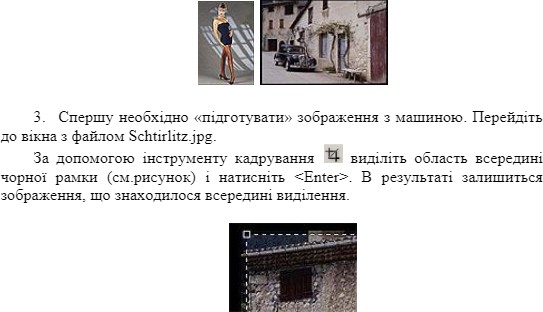 3. Спершу необхідно «підготувати» зображення з машиною. Перейдіть
до вікна з файлом Schtirlitz.jpg.
За допомогою інструменту кадрування виділіть область всередині
чорної рамки (см.рисунок) і натисніть <Enter>. В результаті залишиться
зображення, що знаходилося всередині виділення.